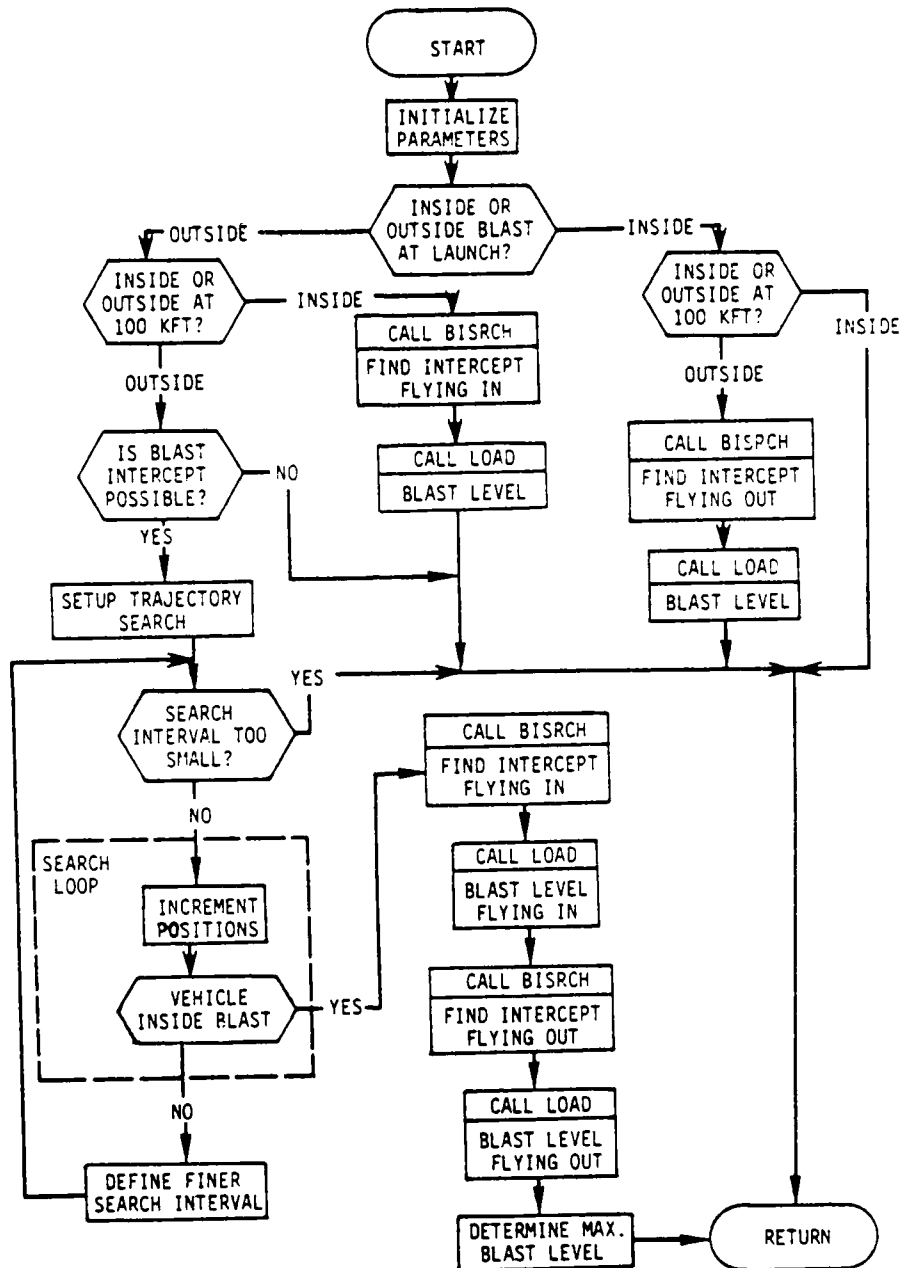 START
INITIALIZE
PARAMETERS
INSIDE OR
OUTSIDE BLAST
AT LAUNCH?
OUTSIDE
INSIDE
INSIDE OR
OUTSIDE AT
100 KFT?
INSIDE
INSIDE OR
OUTSIDE AT
100 KFT?
INSIDE
CALL BISRCH
FIND INTERCEPT
FLYING IN
OUTSIDE
OUTSIDE
CALL BISPCH
FIND INTERCEPT
FLYING OUT
IS BLAST
INTERCEPT
POSSIBLE?
NO
CALL LOAD
BLAST LEVEL
YES
CALL LOAD
BLAST LEVEL
SETUP TRAJECTORY
SEARCH
YES
SEARCH
INTERVAL TOO
SMALL?
CALL BISRCH
FIND INTERCEPT
FLYING IN
NO
SEARCH
LOOP
CALL LOAD
BLAST LEVEL
FLYING IN
INCREMENT
POSITIONS
CALL BISRCH
FIND INTERCEPT
FLYING OUT
VEHICLE
INSIDE BLAST
YES
NO
CALL LOAD
BLAST LEVEL
FLYING OUT
DEFINE FINER
SEARCH INTERVAL
DETERMINE MAX.
BLAST LEVEL
RETURN